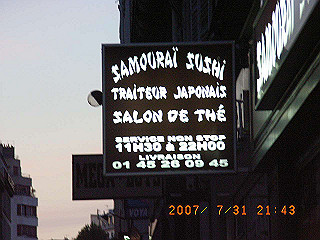 SAMOURAÏ SUSHI
TRAITEUR JAPONAIS
SALON DE THÉ
SERVICE NON STOP
11H30 à 22H00
LIVRAISON
01 45 26 09 45
2007/ 7/31 21:43